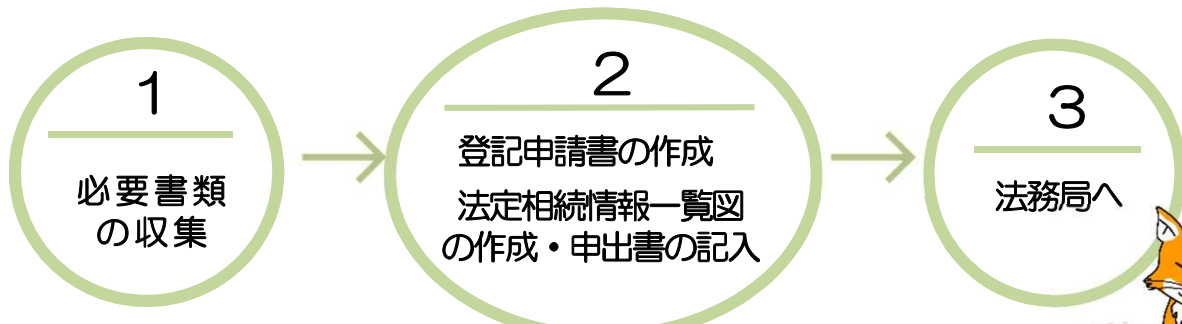 1
必要書類
の収集
2
登記申請書の作成
法定相続情報一覧図
の作成・申出書の記入
3
法務局へ